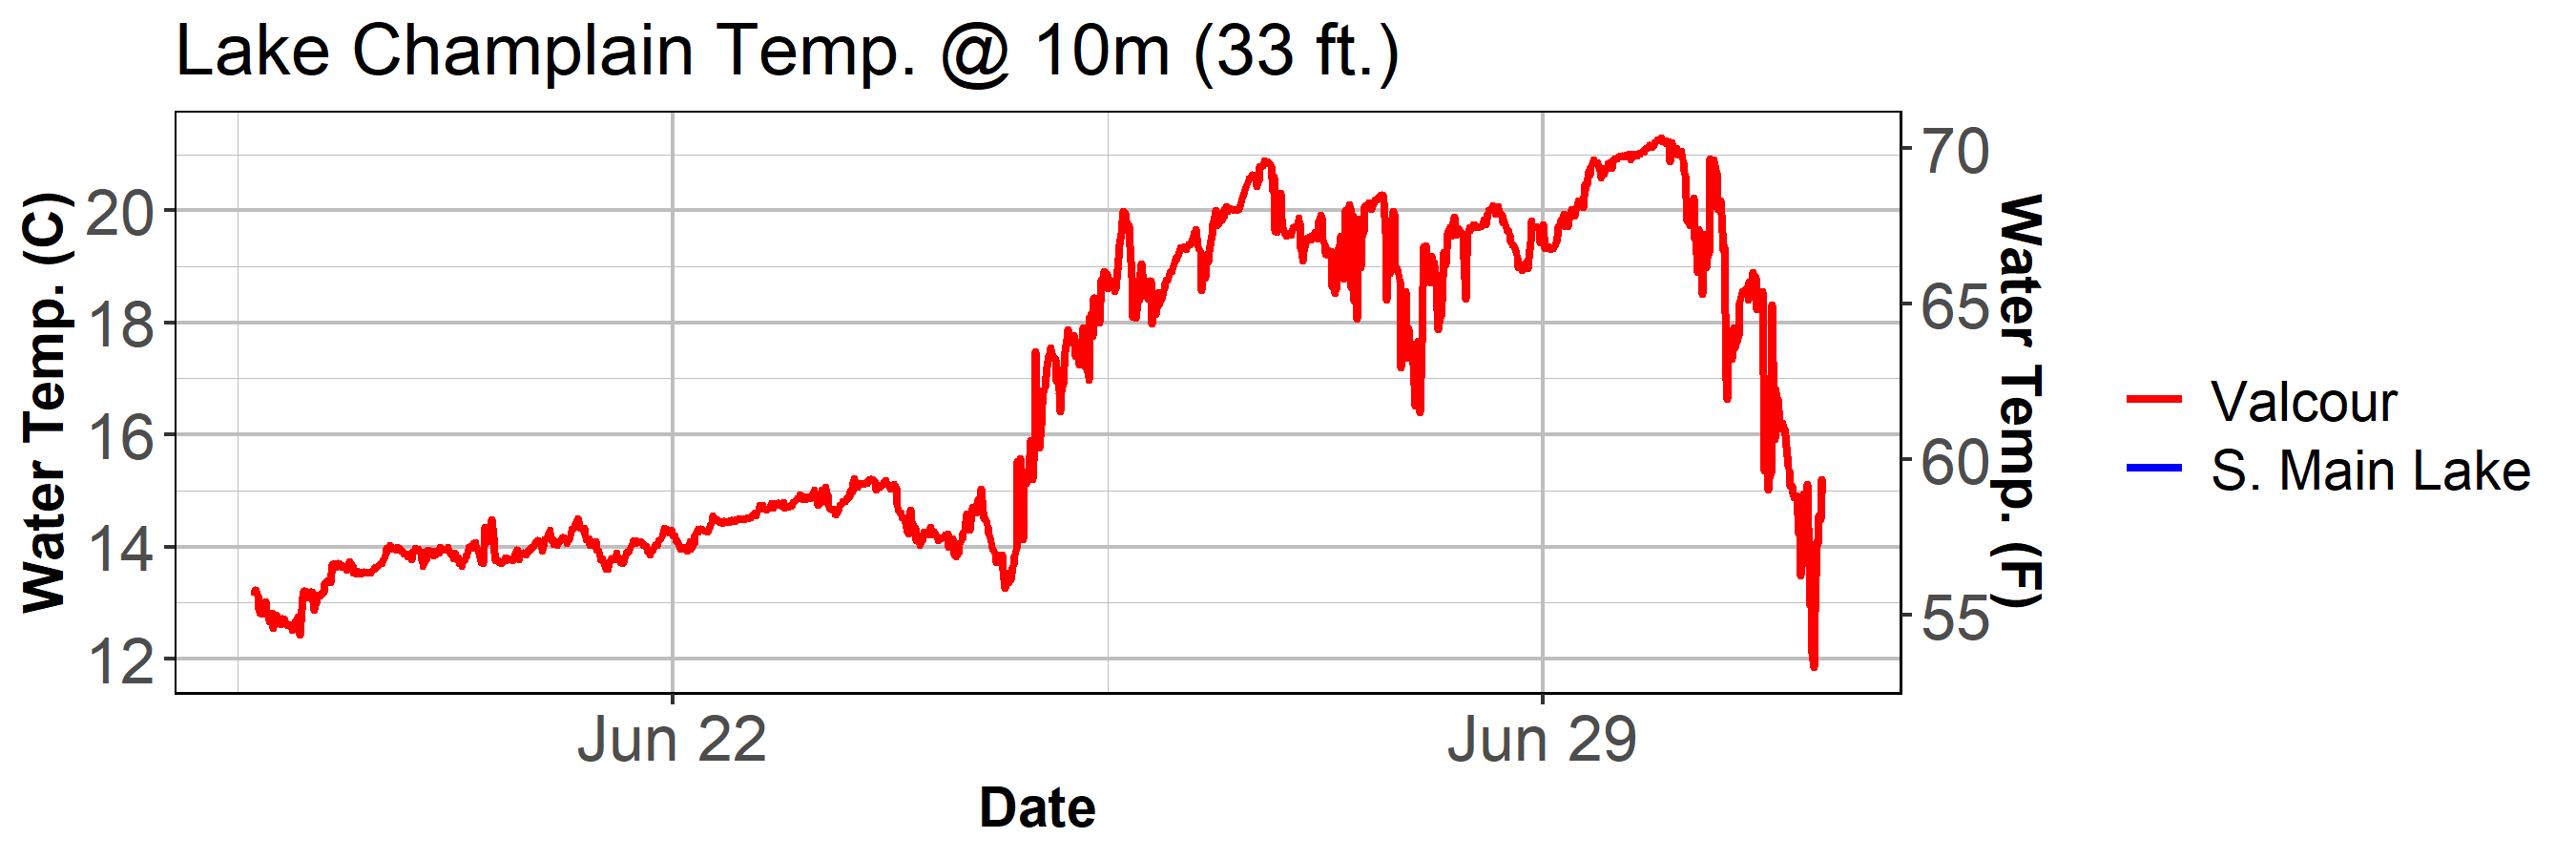 Lake Champlain Temp. @ 10m (33 ft.)
Water Temp. (C)
20
18
16
14
12
70
65
60
55
Water Temp. (F)
Jun 22
Jun 29
Date
Valcour
S. Main Lake